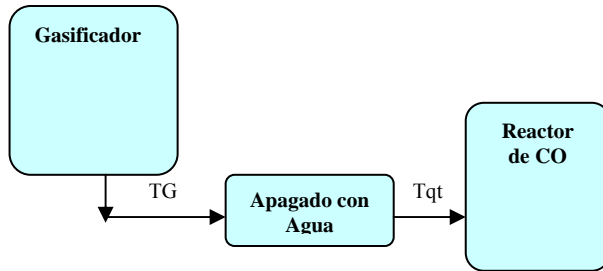 Gasificador
Reactor
de CO
TG
Apagado con
Agua
Tqt